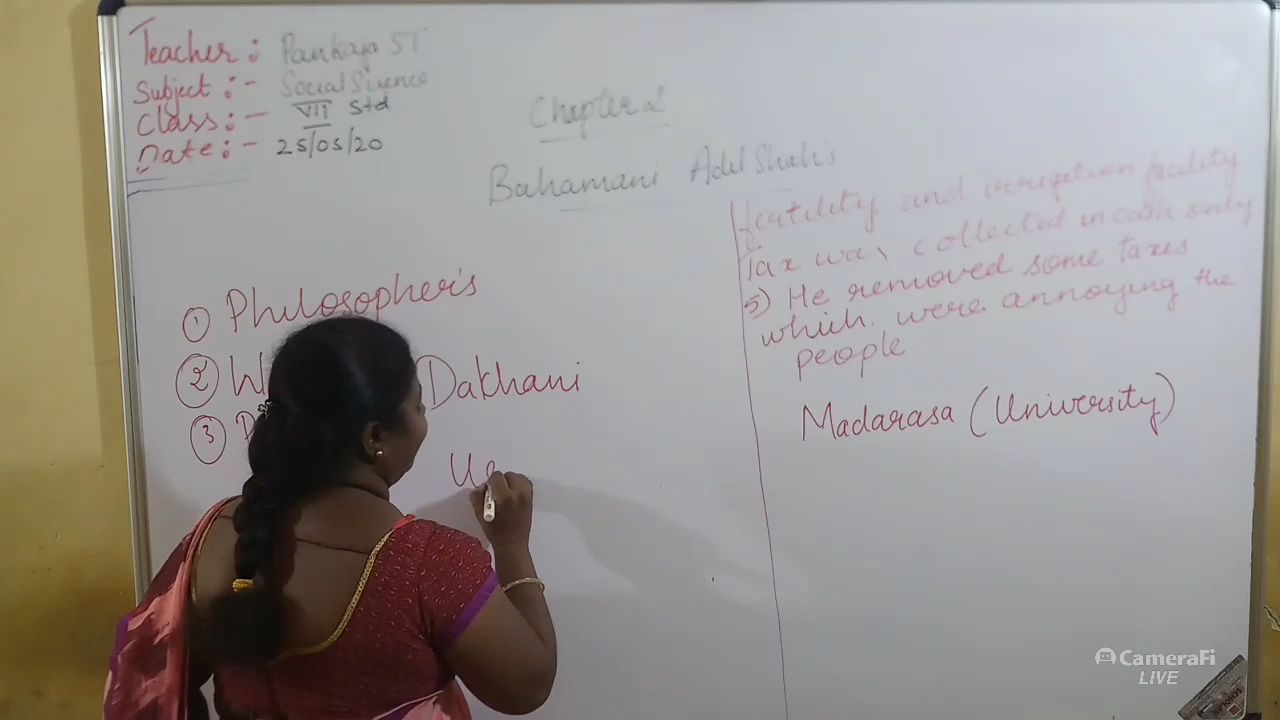 Teacher : Pankaja ST
Subject :- Social Science
Class :- VII Std
Date :- 25/05/20
Chapter 2
Bahamani Adil Shah's
① Philosopher's
② Dakhani
③
fertility and irrigation facility
Tax was collected in cash only
5) He removed some taxes
which were annoying the
people.
Madarasa (University)
CameraFi
LIVE